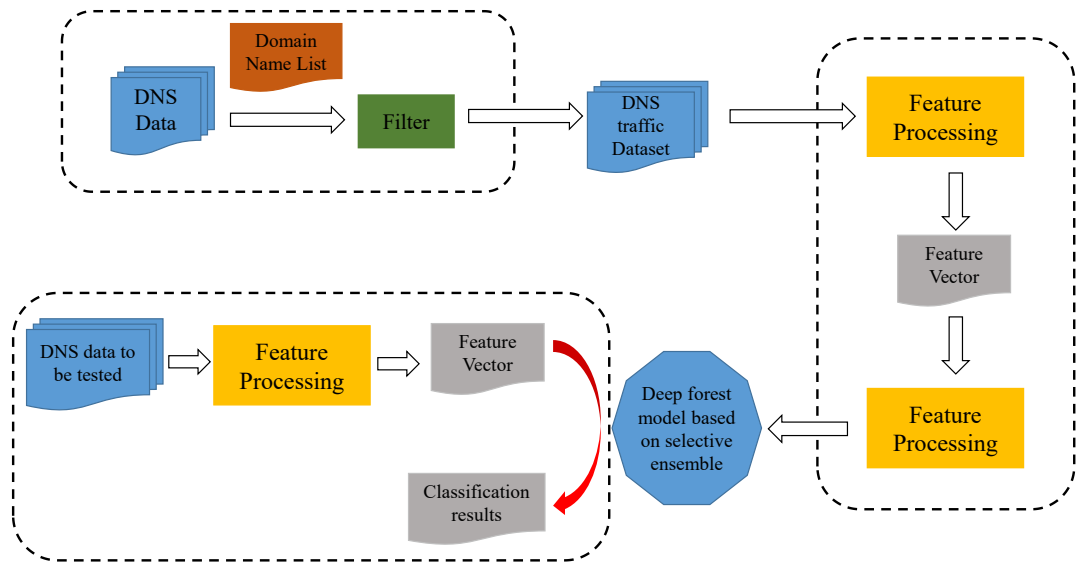 Domain
Name List
DNS
Data
Filter
DNS
traffic
Dataset
Feature
Processing
Feature
Vector
Feature
Processing
DNS data to
be tested
Feature
Processing
Feature
Vector
Deep forest
model based
on selective
ensemble
Classification
results